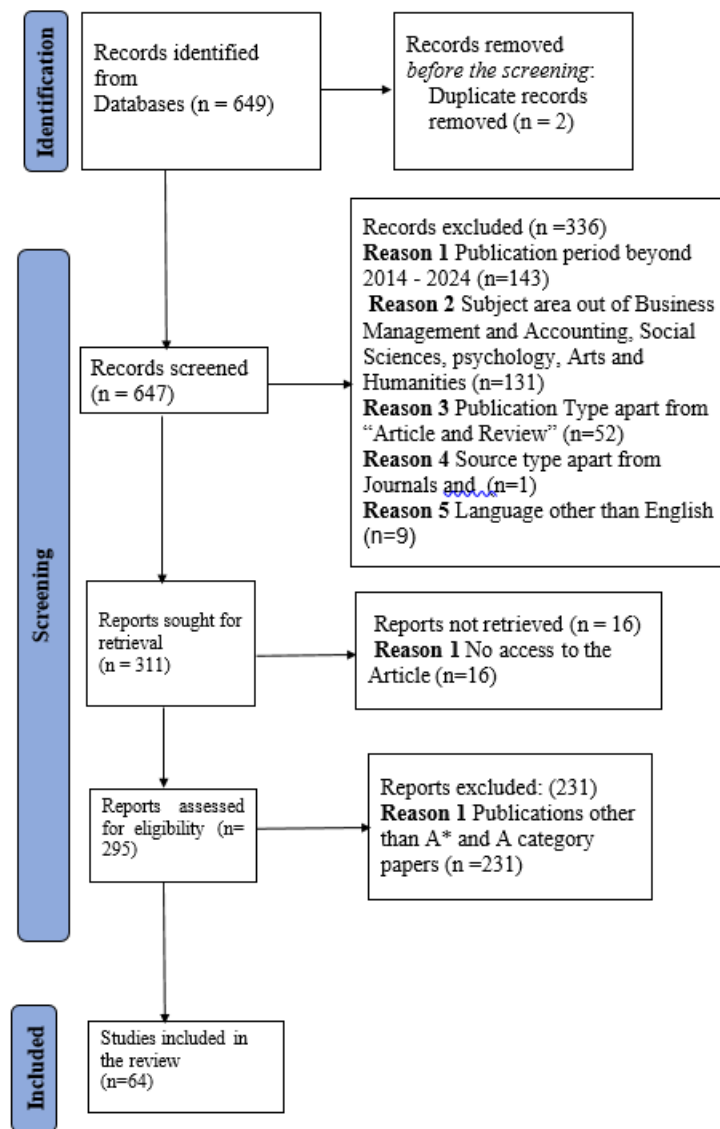 Identification
Records identified
from
Databases (n = 649)
Records removed
before the screening:
Duplicate records
removed (n = 2)
Screening
Records screened
(n = 647)
Records excluded (n =336)
Reason 1 Publication period beyond
2014 - 2024 (n=143)
Reason 2 Subject area out of Business
Management and Accounting, Social
Sciences, psychology, Arts and
Humanities (n=131)
Reason 3 Publication Type apart from
“Article and Review” (n=52)
Reason 4 Source type apart from
Journals and (n=1)
Reason 5 Language other than English
(n=9)
Reports sought for
retrieval
(n = 311)
Reports not retrieved (n = 16)
Reason 1 No access to the
Article (n=16)
Reports assessed
for eligibility (n=
295)
Reports excluded: (231)
Reason 1 Publications other
than A* and A category
papers (n =231)
Included
Studies included in
the review
(n=64)